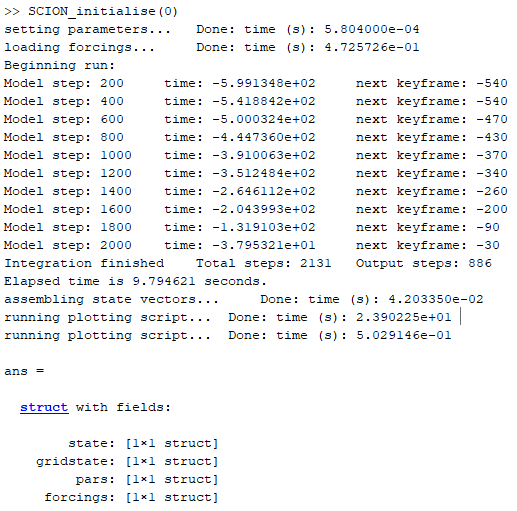 >> SCION_initialise(0)
setting parameters... Done: time (s): 5.804000e-04
loading forcings... Done: time (s): 4.725726e-01
Beginning run:
Model step: 200 time: -5.991348e+02 next keyframe: -540
Model step: 400 time: -5.418842e+02 next keyframe: -540
Model step: 600 time: -5.000324e+02 next keyframe: -470
Model step: 800 time: -4.447360e+02 next keyframe: -430
Model step: 1000 time: -3.910063e+02 next keyframe: -370
Model step: 1200 time: -3.512484e+02 next keyframe: -340
Model step: 1400 time: -2.646112e+02 next keyframe: -260
Model step: 1600 time: -2.043993e+02 next keyframe: -200
Model step: 1800 time: -1.319103e+02 next keyframe: -90
Model step: 2000 time: -3.795321e+01 next keyframe: -30
Integration finished Total steps: 2131 Output steps: 886
Elapsed time is 9.794621 seconds.
assembling state vectors... Done: time (s): 4.203350e-02
running plotting script... Done: time (s): 2.390225e+01
running plotting script... Done: time (s): 5.029146e-01
ans =
struct with fields:
state: [1×1 struct]
gridstate: [1×1 struct]
pars: [1×1 struct]
forcings: [1×1 struct]